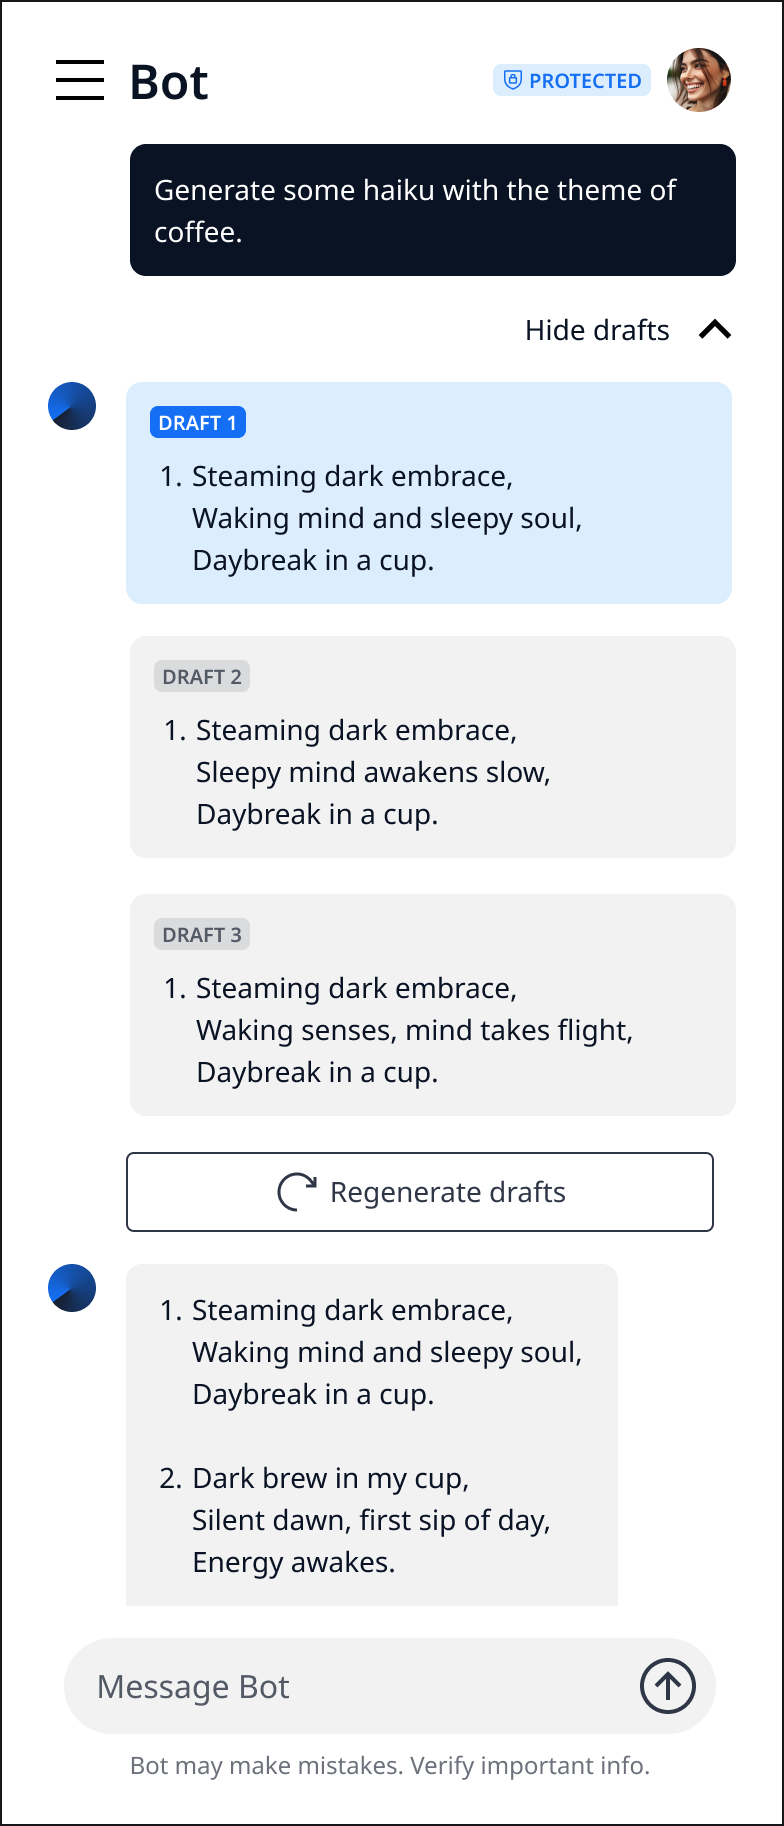 Bot
PROTECTED
Generate some haiku with the theme of
coffee.
Hide drafts
DRAFT 1
1. Steaming dark embrace,
Waking mind and sleepy soul,
Daybreak in a cup.
DRAFT 2
1. Steaming dark embrace,
Sleepy mind awakens slow,
Daybreak in a cup.
DRAFT 3
1. Steaming dark embrace,
Waking senses, mind takes flight,
Daybreak in a cup.
Regenerate drafts
1. Steaming dark embrace,
Waking mind and sleepy soul,
Daybreak in a cup.
2. Dark brew in my cup,
Silent dawn, first sip of day,
Energy awakes.
Message Bot
Bot may make mistakes. Verify important info.